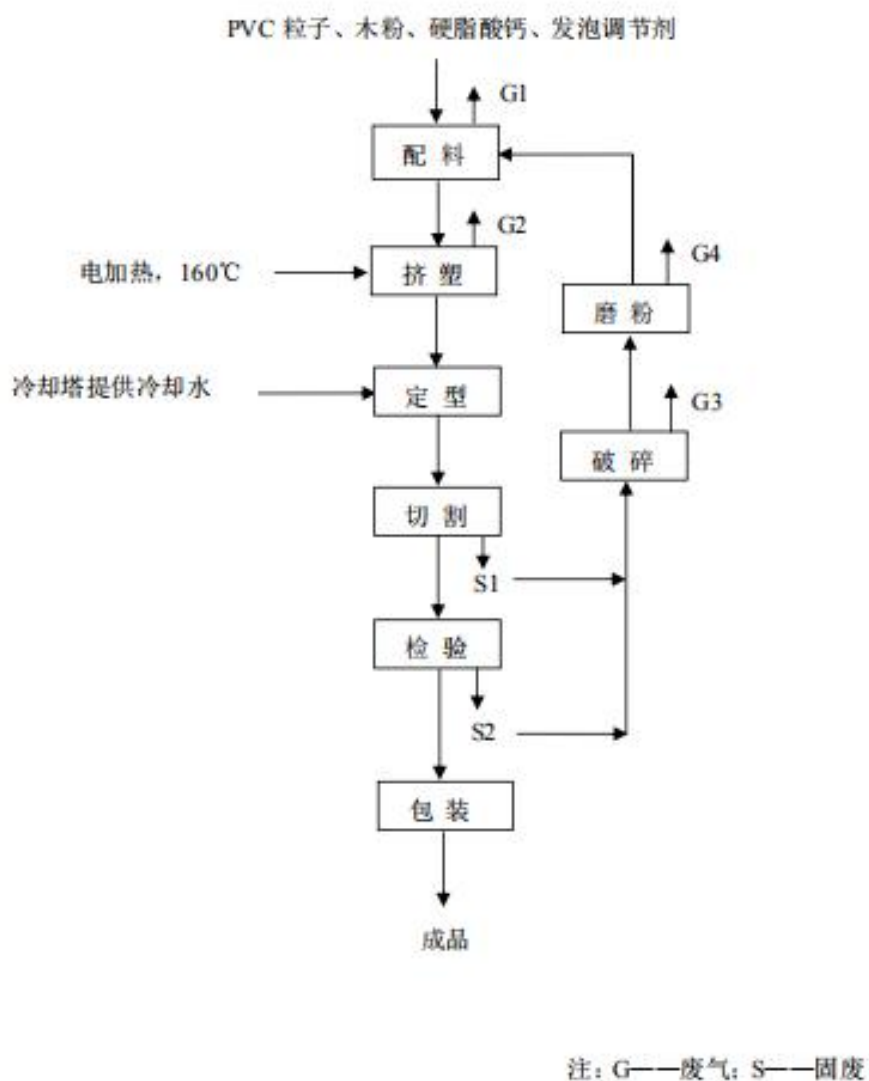 PVC 粒子、木粉、硬脂酸钙、发泡调节剂
G1
配 料
G2
电加热，160℃
挤 塑
G4
磨 粉
冷却塔提供冷却水
定 型
G3
破 碎
切 割
S1
检 验
S2
包 装
成品
注：G——废气；S——固废